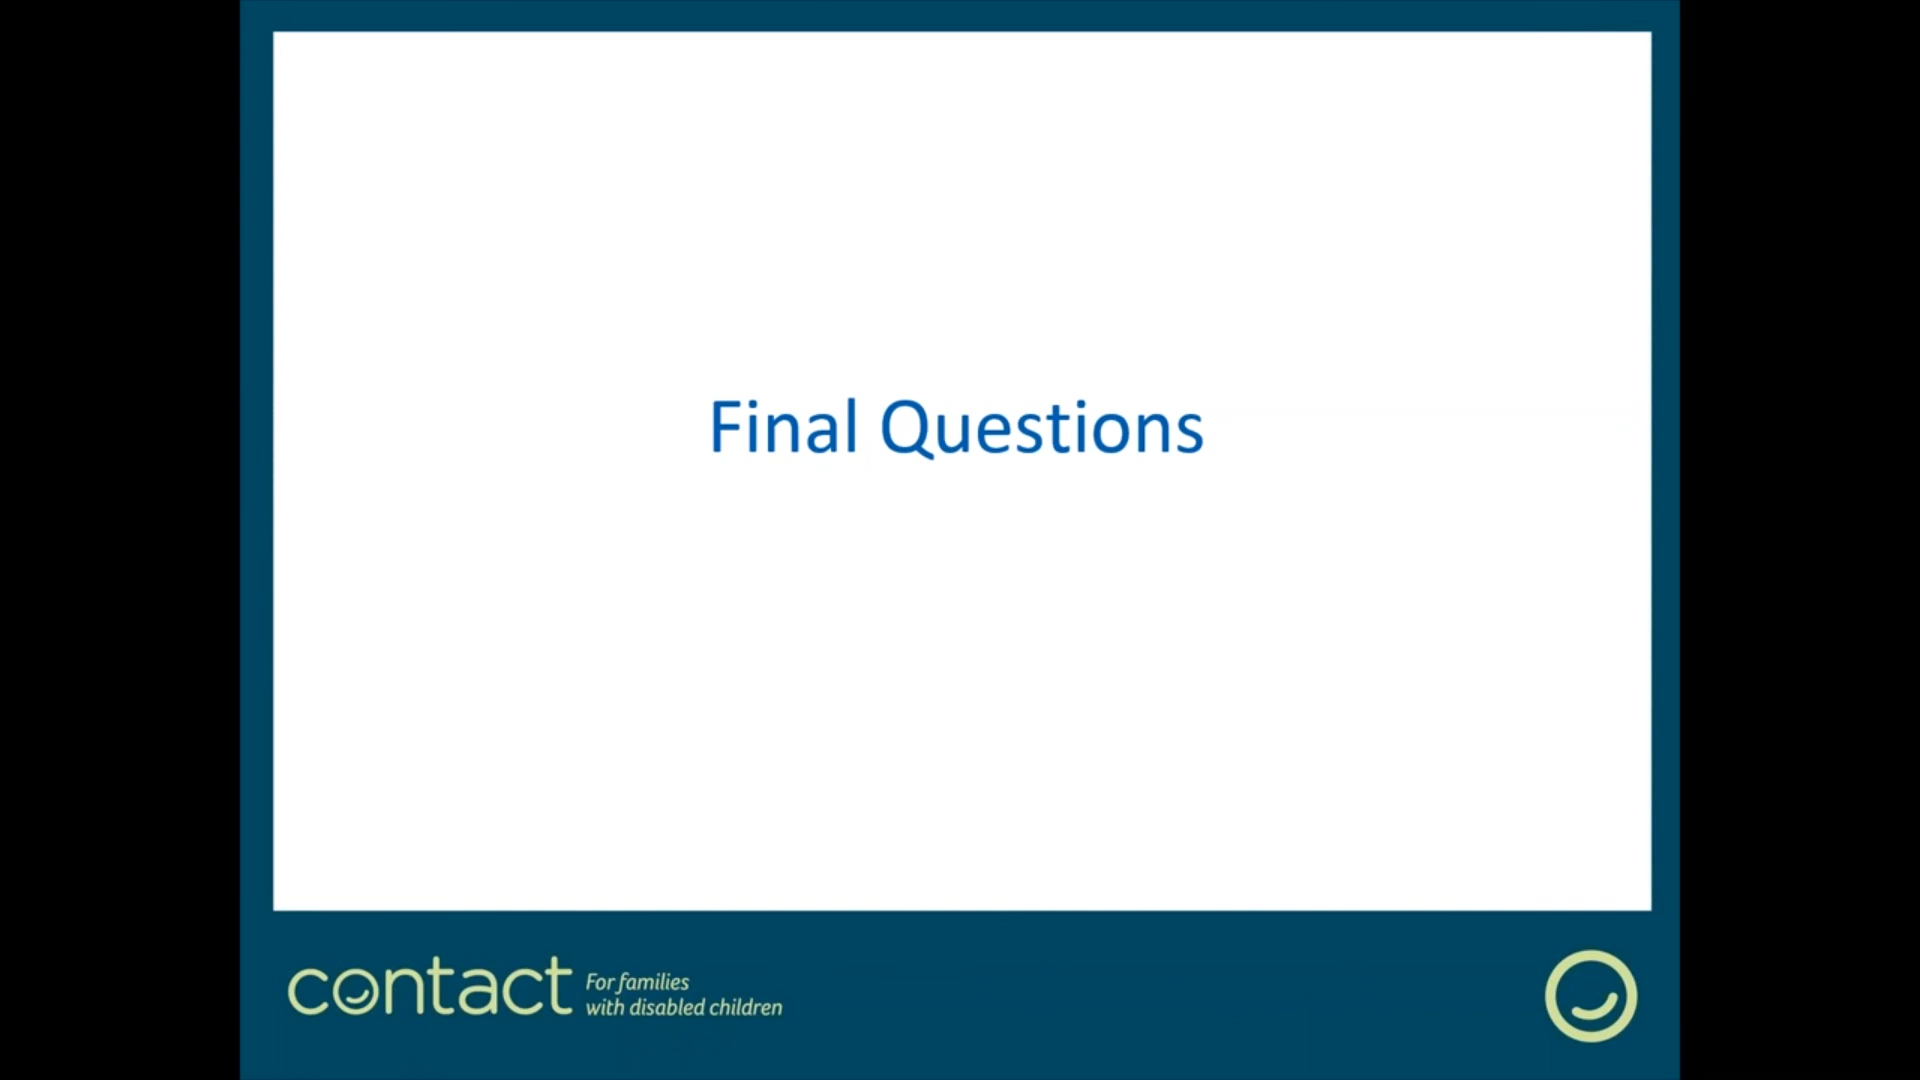 Final Questions
contact
For families
with disabled children